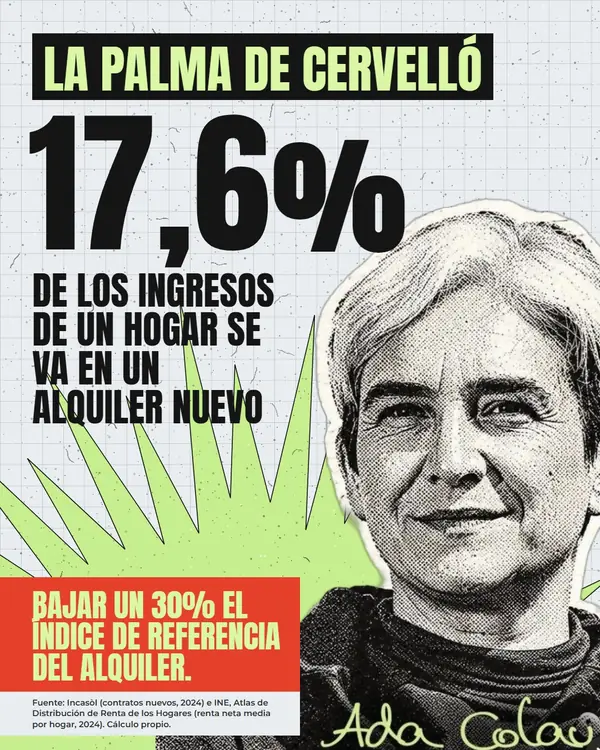 LA PALMA DE CERVELLÓ
17,6%
DE LOS INGRESOS
DE UN HOGAR SE
VA EN UN
ALQUILER NUEVO
BAJAR UN 30% EL
ÍNDICE DE REFERENCIA
DEL ALQUILER.
Fuente: Incasòl (contratos nuevos, 2024) e INE, Atlas de
Distribución de Renta de los Hogares (renta neta media
por hogar, 2024). Cálculo propio.
Ada Colau